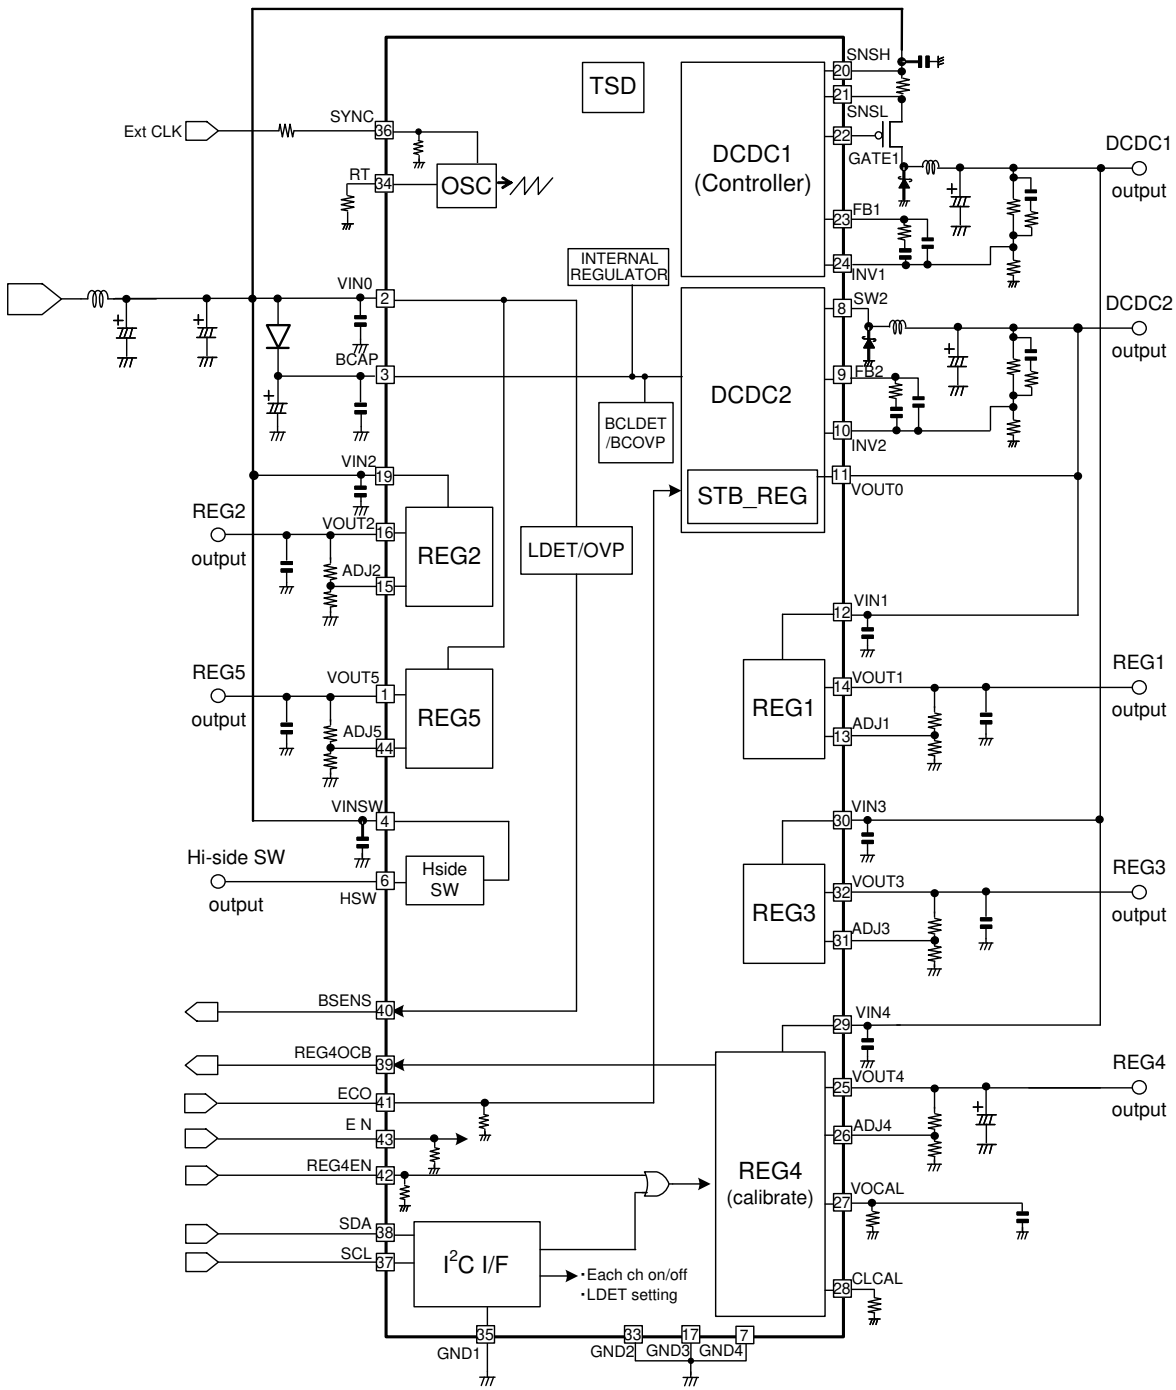 SNSH
20
TSD
21
SYNC
SNSL
Ext CLK
36
22
DCDC1
(Controller)
GATE1
DCDC1
output
RT
34
OSC
FB1
23
INTERNAL
REGULATOR
24
INV1
VIN0
2
SW2
8
DCDC2
output
BCAP
3
9
FB2
DCDC2
BCLDET
/BCOVP
10
INV2
VIN2
19
11
VOUT0
STB_REG
REG2
output
VOUT2
16
REG2
LDET/OVP
ADJ2
15
12
VIN1
REG5
output
VOUT5
1
REG5
REG1
14
VOUT1
REG1
output
ADJ5
44
13
ADJ1
VINSW
4
30
VIN3
Hi-side SW
output
6
HSW
Hside
SW
REG3
32
VOUT3
REG3
output
31
ADJ3
BSENS
40
29
VIN4
REG4OCB
39
25
VOUT4
REG4
output
ECO
41
E N
43
26
ADJ4
REG4EN
42
REG4
(calibrate)
27
VOCAL
SDA
38
SCL
37
I²C I/F
・Each ch on/off
・LDET setting
28
CLCAL
35
GND1
33
GND2
17
GND3
7
GND4
+
+
+
+
+
+